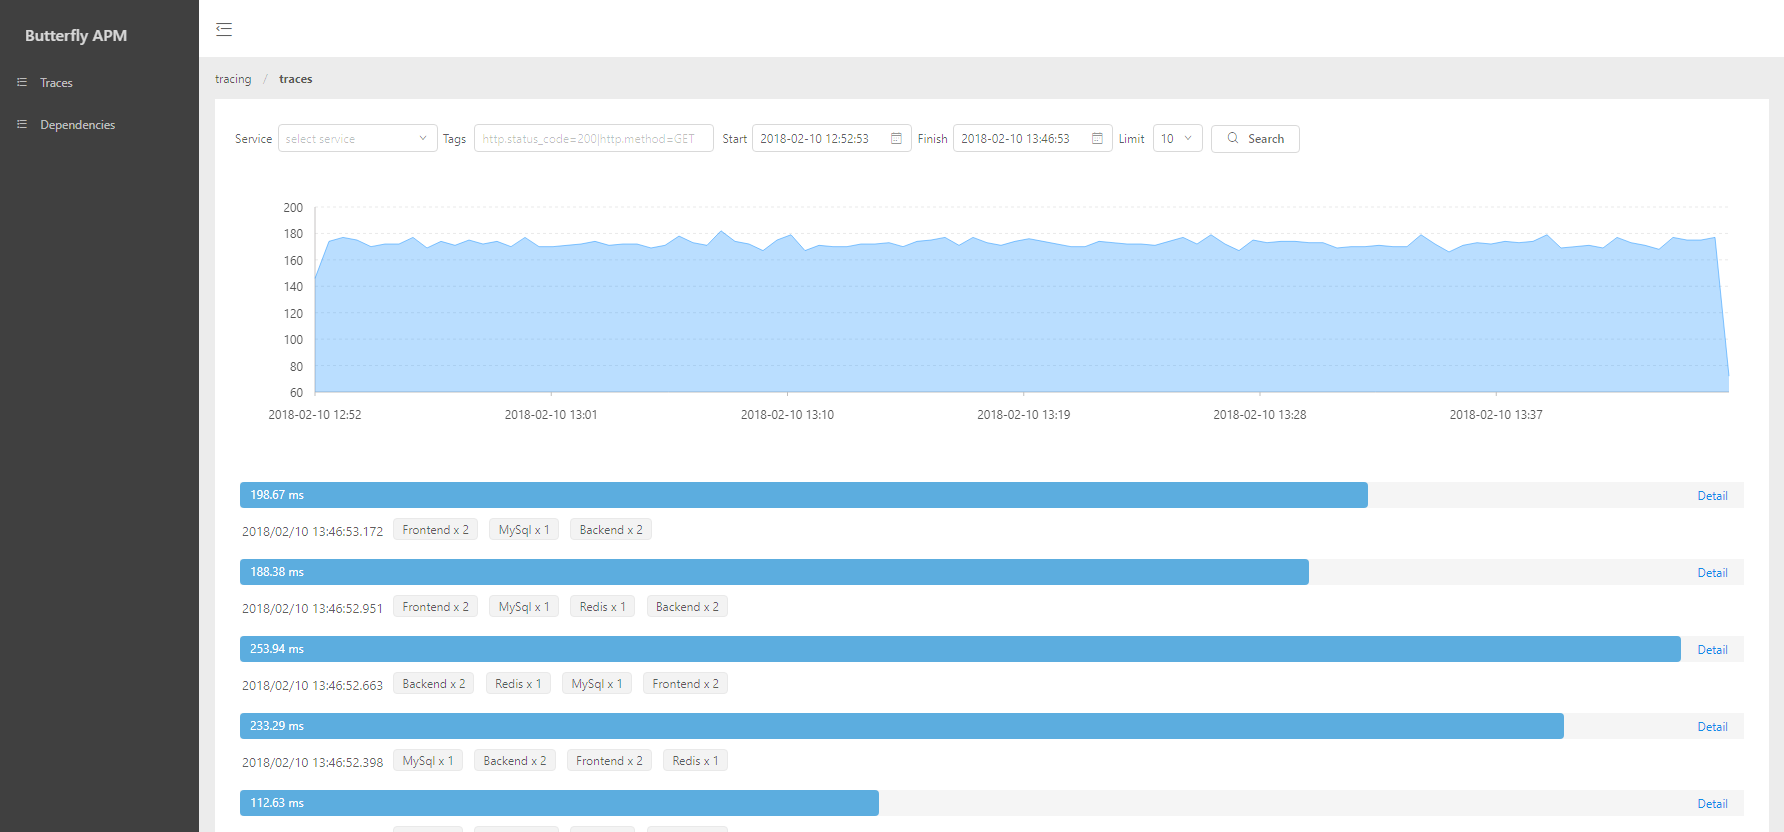 Butterfly APM
Traces
Dependencies
tracing / traces
Service select service Tags http.status_code=200|http.method=GET Start 2018-02-10 12:52:53 Finish 2018-02-10 13:46:53 Limit 10 Search
200
180
160
140
120
100
80
60
2018-02-10 12:52 2018-02-10 13:01 2018-02-10 13:10 2018-02-10 13:19 2018-02-10 13:28 2018-02-10 13:37
198.67 ms Detail
2018/02/10 13:46:53.172 Frontend x 2 MySql x 1 Backend x 2
188.38 ms Detail
2018/02/10 13:46:52.951 Frontend x 2 MySql x 1 Redis x 1 Backend x 2
253.94 ms Detail
2018/02/10 13:46:52.663 Backend x 2 Redis x 1 MySql x 1 Frontend x 2
233.29 ms Detail
2018/02/10 13:46:52.398 MySql x 1 Backend x 2 Frontend x 2 Redis x 1
112.63 ms Detail